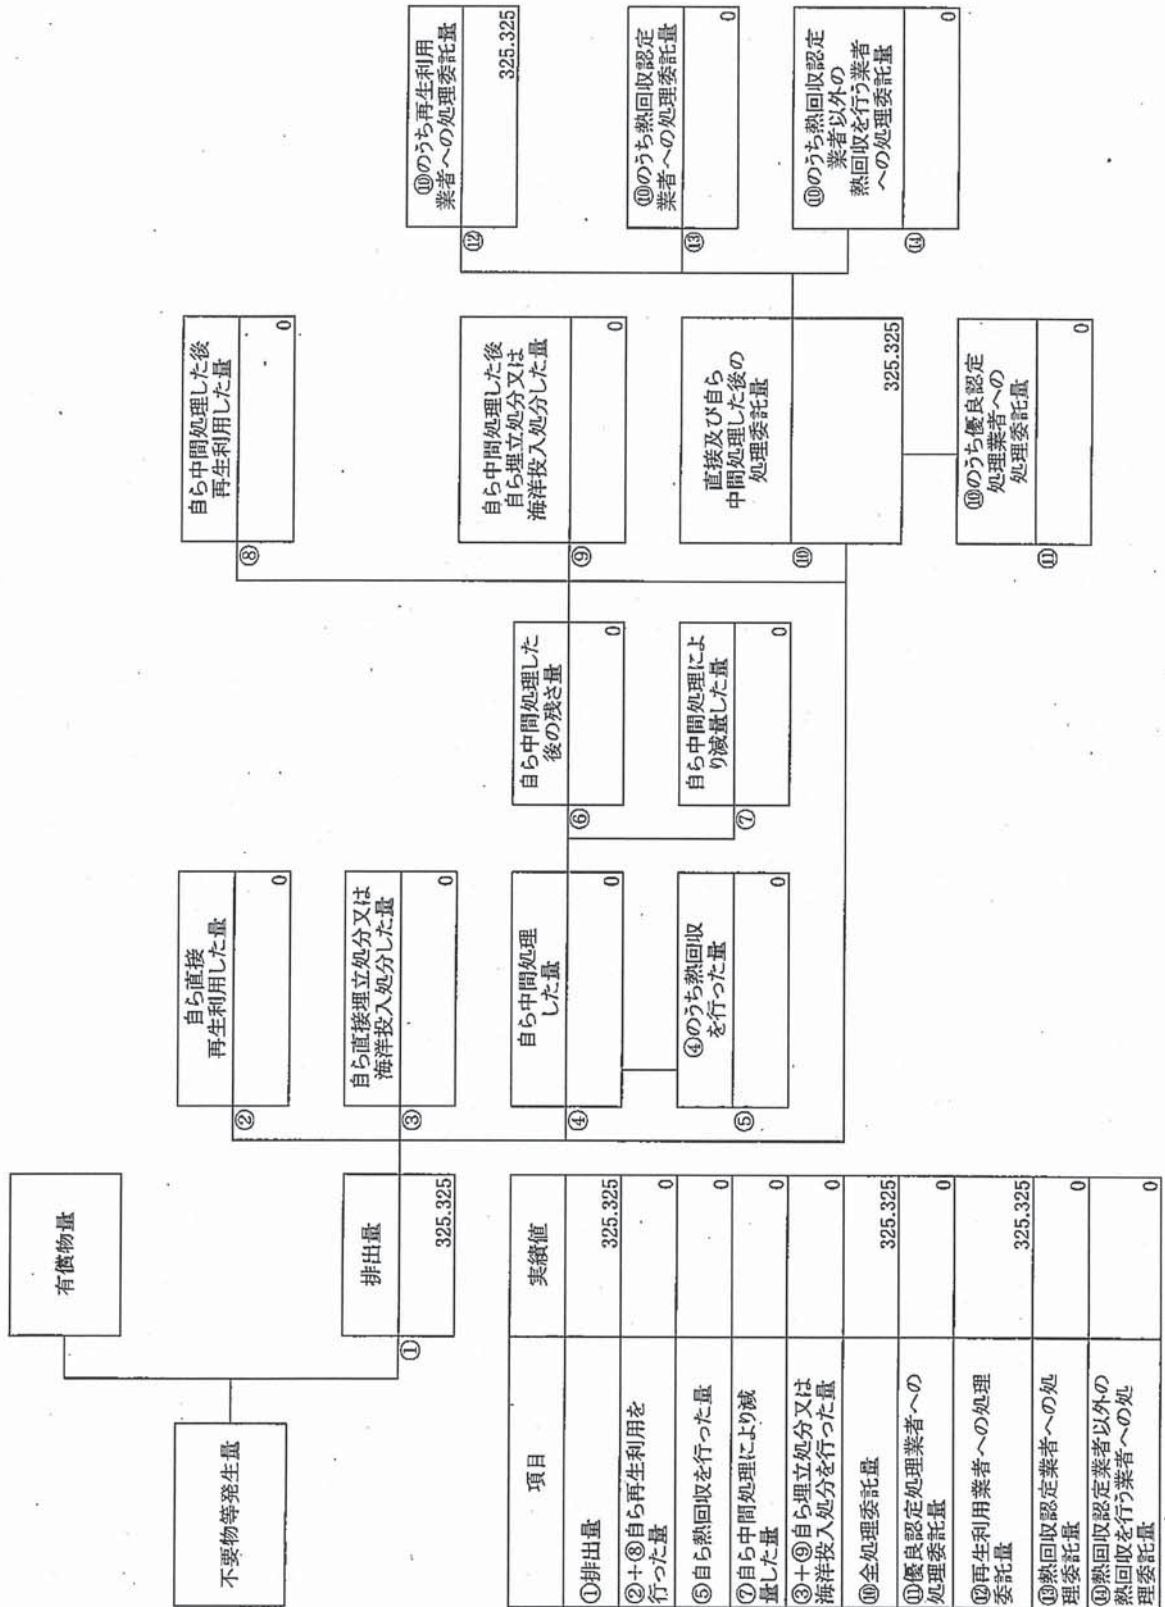 不要物等発生量
有償物量
排出量
①
325.325
自ら直接
再生利用した量
②
0
自ら直接埋立処分又は
海洋投入処分した量
③
0
自ら中間処理
した量
④
0
④のうち熱回収
を行った量
⑤
0
自ら中間処理した
後の残さ量
⑥
0
自ら中間処理によ
り減量した量
⑦
0
自ら中間処理した後
再生利用した量
⑧
0
自ら中間処理した後
自ら埋立処分又は
海洋投入処分した量
⑨
0
直接及び自ら
中間処理した後の
処理委託量
⑩
325.325
⑩のうち優良認定
処理業者への
処理委託量
⑪
0
⑩のうち再生利用
業者への処理委託量
⑫
325.325
⑩のうち熱回収認定
業者への処理委託量
⑬
0
⑩のうち熱回収認定
業者以外の
熱回収を行う業者
への処理委託量
⑭
0
項目 実績値
①排出量 325.325
②+⑧自ら再生利用を
行った量 0
⑤自ら熱回収を行った量 0
⑦自ら中間処理により減
量した量 0
③+⑨自ら埋立処分又は
海洋投入処分を行った量 0
⑩全処理委託量 325.325
⑪優良認定処理業者への
処理委託量 0
⑫再生利用業者への処理
委託量 325.325
⑬熱回収認定業者への処
理委託量 0
⑭熱回収認定業者以外の
熱回収を行う業者への処
理委託量 0